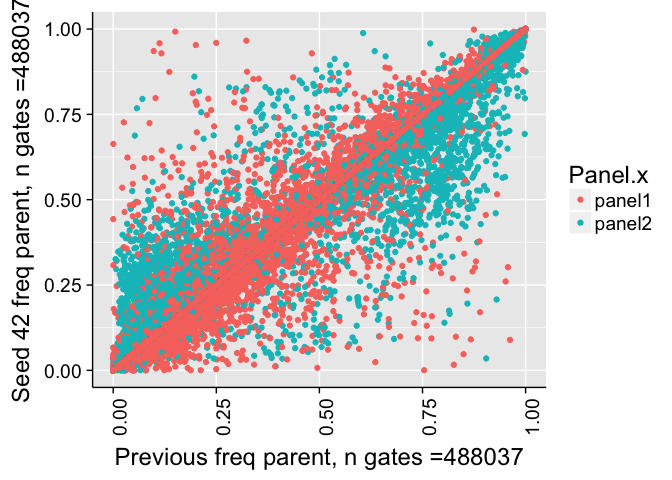 Seed 42 freq parent, n gates =488037
1.00
0.75
0.50
0.25
0.00
0.00
0.25
0.50
0.75
1.00
Previous freq parent, n gates =488037
Panel.x
panel1
panel2